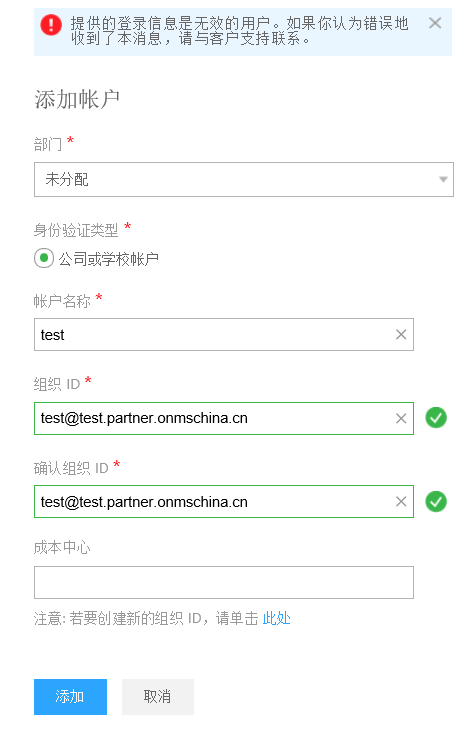 提供的登录信息是无效的用户。如果你认为错误地
收到了本消息，请与客户支持联系。
添加帐户
部门 *
未分配
身份验证类型 *
公司或学校帐户
帐户名称 *
test
组织 ID *
test@test.partner.onmschina.cn
确认组织 ID *
test@test.partner.onmschina.cn
成本中心
注意: 若要创建新的组织 ID，请单击 此处
添加 取消